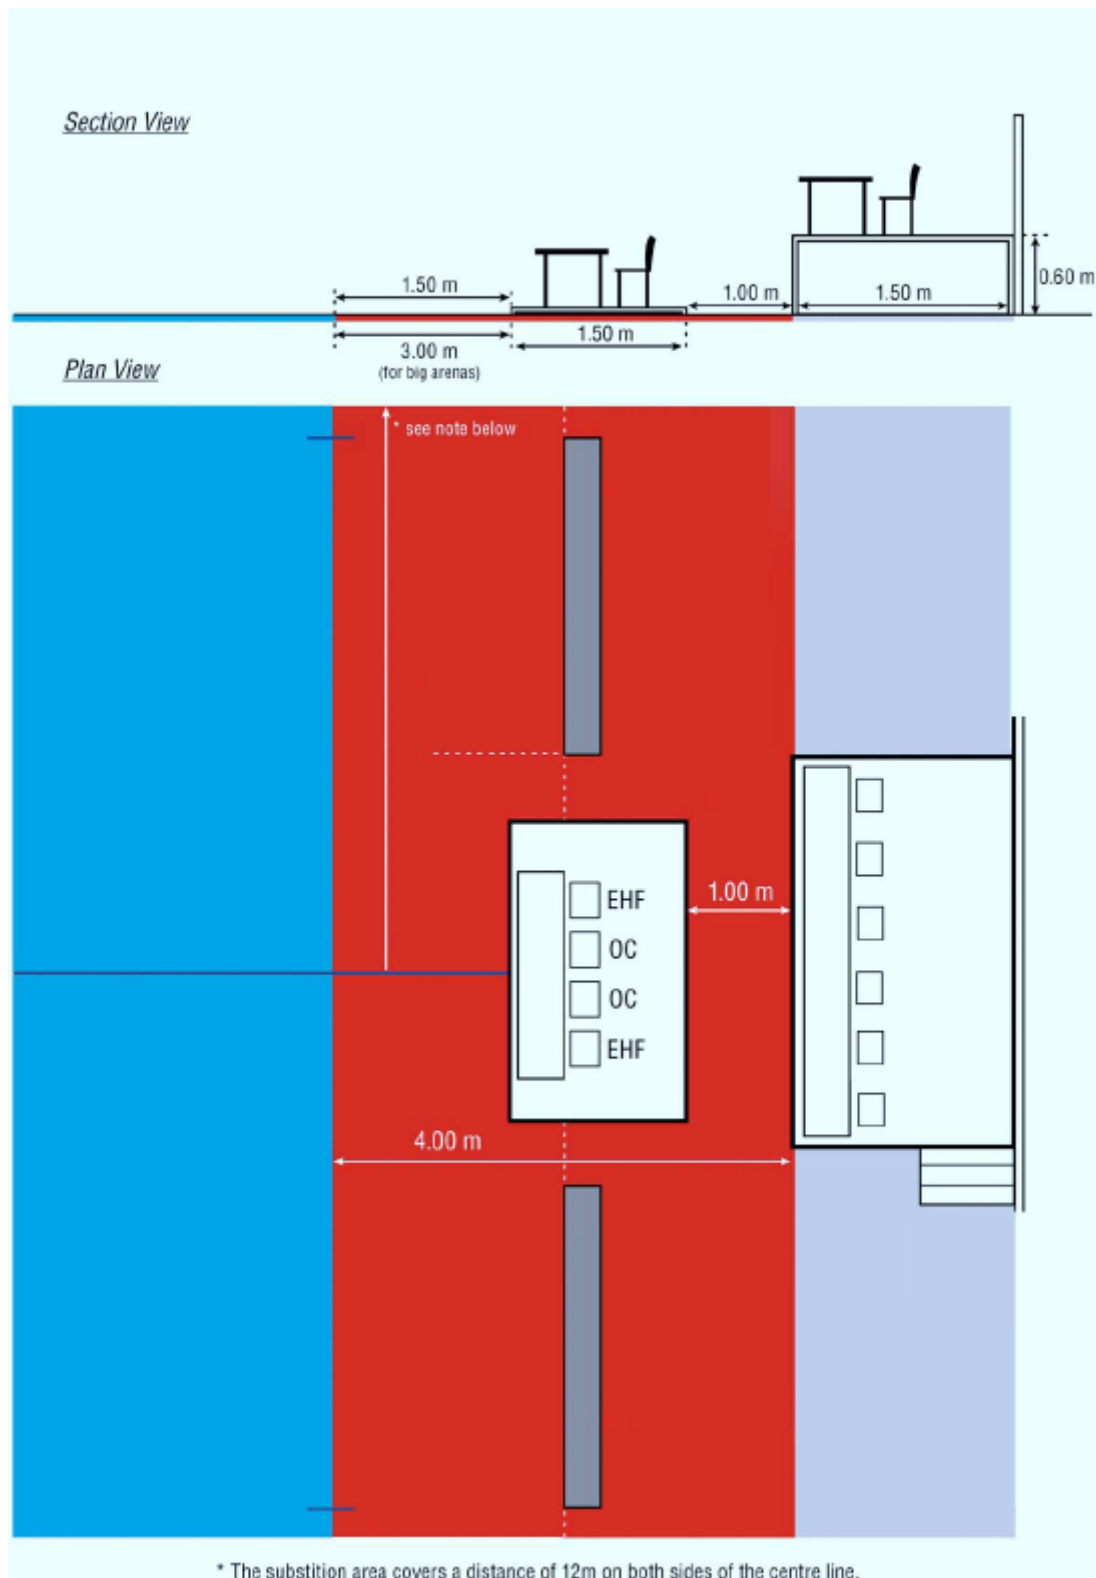 Section View
0.60 m
1.50 m
1.00 m
1.50 m
1.50 m
3.00 m
(for big arenas)
Plan View
* see note below
EHF
1.00 m
OC
OC
EHF
4.00 m
* The substition area covers a distance of 12m on both sides of the centre line.